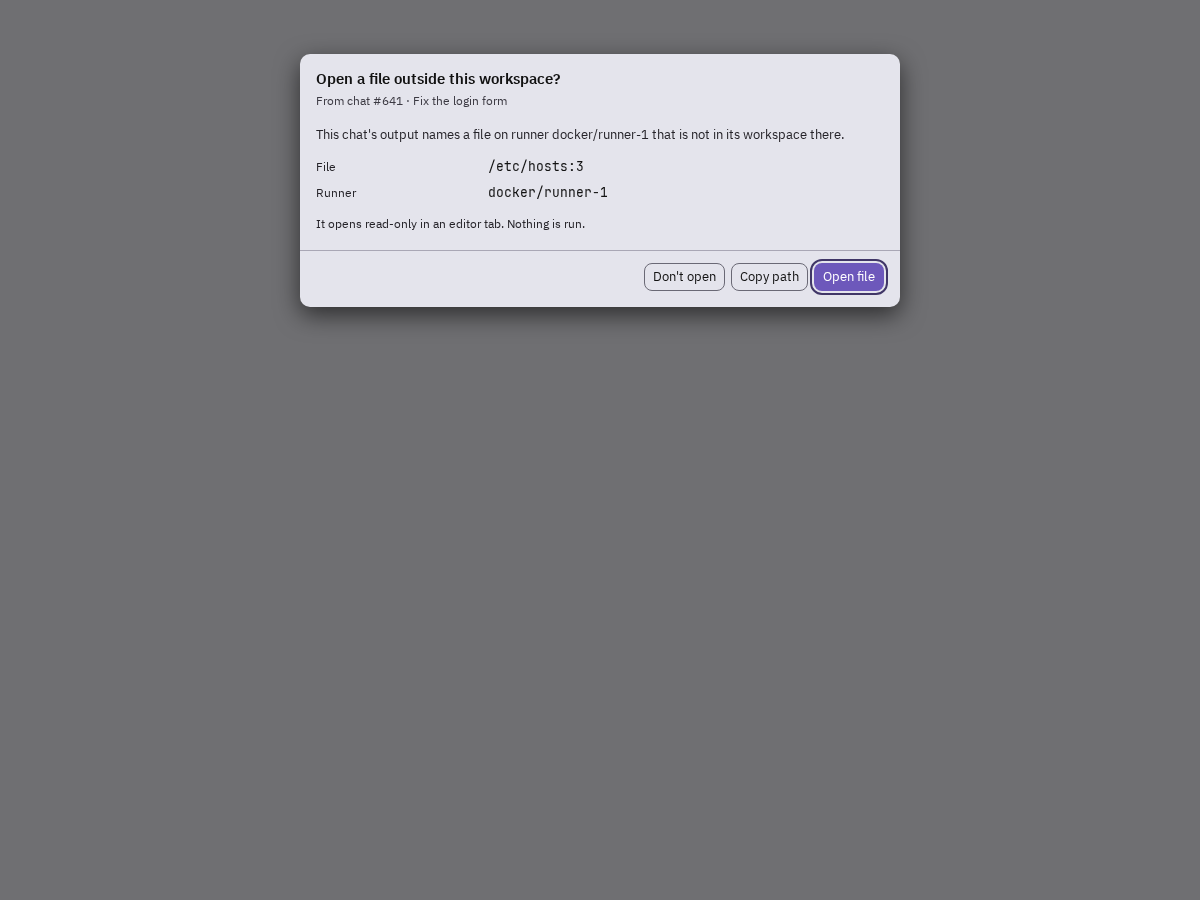 Open a file outside this workspace?
From chat #641 · Fix the login form
This chat's output names a file on runner docker/runner-1 that is not in its workspace there.
File /etc/hosts:3
Runner docker/runner-1
It opens read-only in an editor tab. Nothing is run.
Don't open Copy path Open file